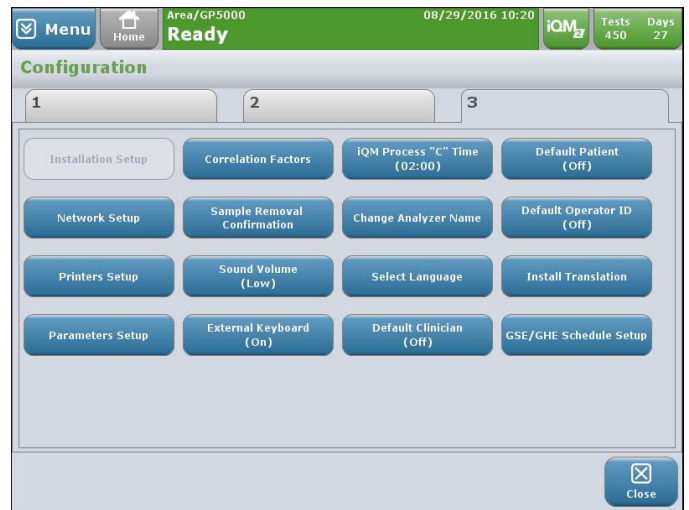 Menu
Home
Area/GP5000
08/29/2016 10:20
Ready
iQM2
Tests Days
450 27
Configuration
1
2
3
Installation Setup
Correlation Factors
iQM Process "C" Time
(02:00)
Default Patient
(Off)
Network Setup
Sample Removal
Confirmation
Change Analyzer Name
Default Operator ID
(Off)
Printers Setup
Sound Volume
(Low)
Select Language
Install Translation
Parameters Setup
External Keyboard
(On)
Default Clinician
(Off)
GSE/GHE Schedule Setup
Close